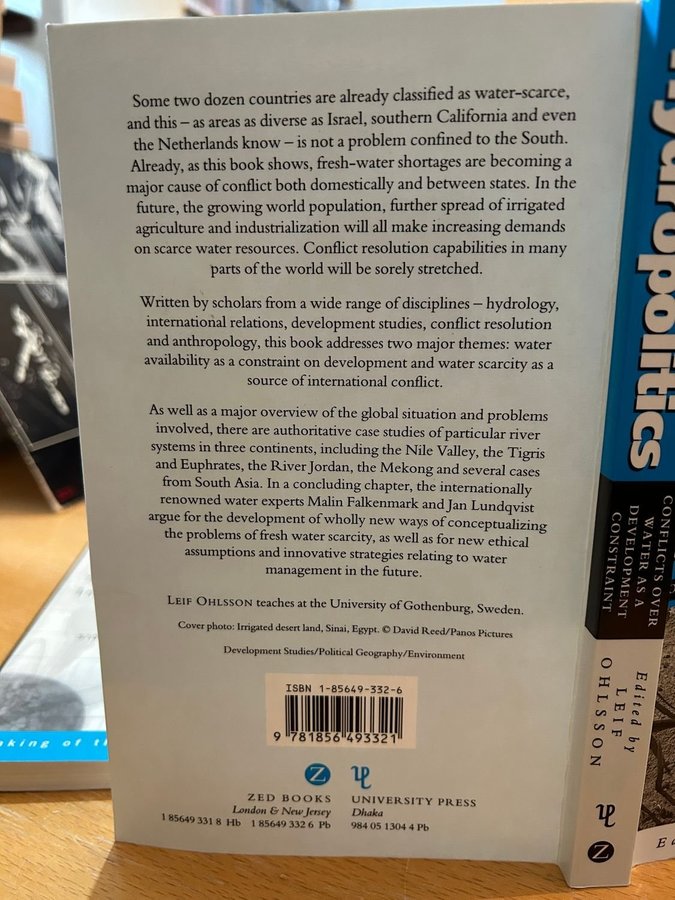 Some two dozen countries are already classified as water-scarce,
and this – as areas as diverse as Israel, southern California and even
the Netherlands know – is not a problem confined to the South.
Already, as this book shows, fresh-water shortages are becoming a
major cause of conflict both domestically and between states. In the
future, the growing world population, further spread of irrigated
agriculture and industrialization will all make increasing demands
on scarce water resources. Conflict resolution capabilities in many
parts of the world will be sorely stretched.
Written by scholars from a wide range of disciplines – hydrology,
international relations, development studies, conflict resolution
and anthropology, this book addresses two major themes: water
availability as a constraint on development and water scarcity as a
source of international conflict.
As well as a major overview of the global situation and problems
involved, there are authoritative case studies of particular river
systems in three continents, including the Nile Valley, the Tigris
and Euphrates, the River Jordan, the Mekong and several cases
from South Asia. In a concluding chapter, the internationally
renowned water experts Malin Falkenmark and Jan Lundqvist
argue for the development of wholly new ways of conceptualizing
the problems of fresh water scarcity, as well as for new ethical
assumptions and innovative strategies relating to water
management in the future.
LEIF OHLSSON teaches at the University of Gothenburg, Sweden.
Cover photo: Irrigated desert land, Sinai, Egypt. © David Reed/Panos Pictures
Development Studies/Political Geography/Environment
ISBN 1-85649-332-6
9 781856 493321
Z
ZED BOOKS
London & New Jersey
1 85649 331 8 Hb 1 85649 332 6 Pb
UPL
UNIVERSITY PRESS
Dhaka
984 05 1304 4 Pb
Hydropolitics
CONFLICTS OVER
WATER AS A
DEVELOPMENT
CONSTRAINT
Edited by
LEIF
OHLSSON
UPL
Z
of